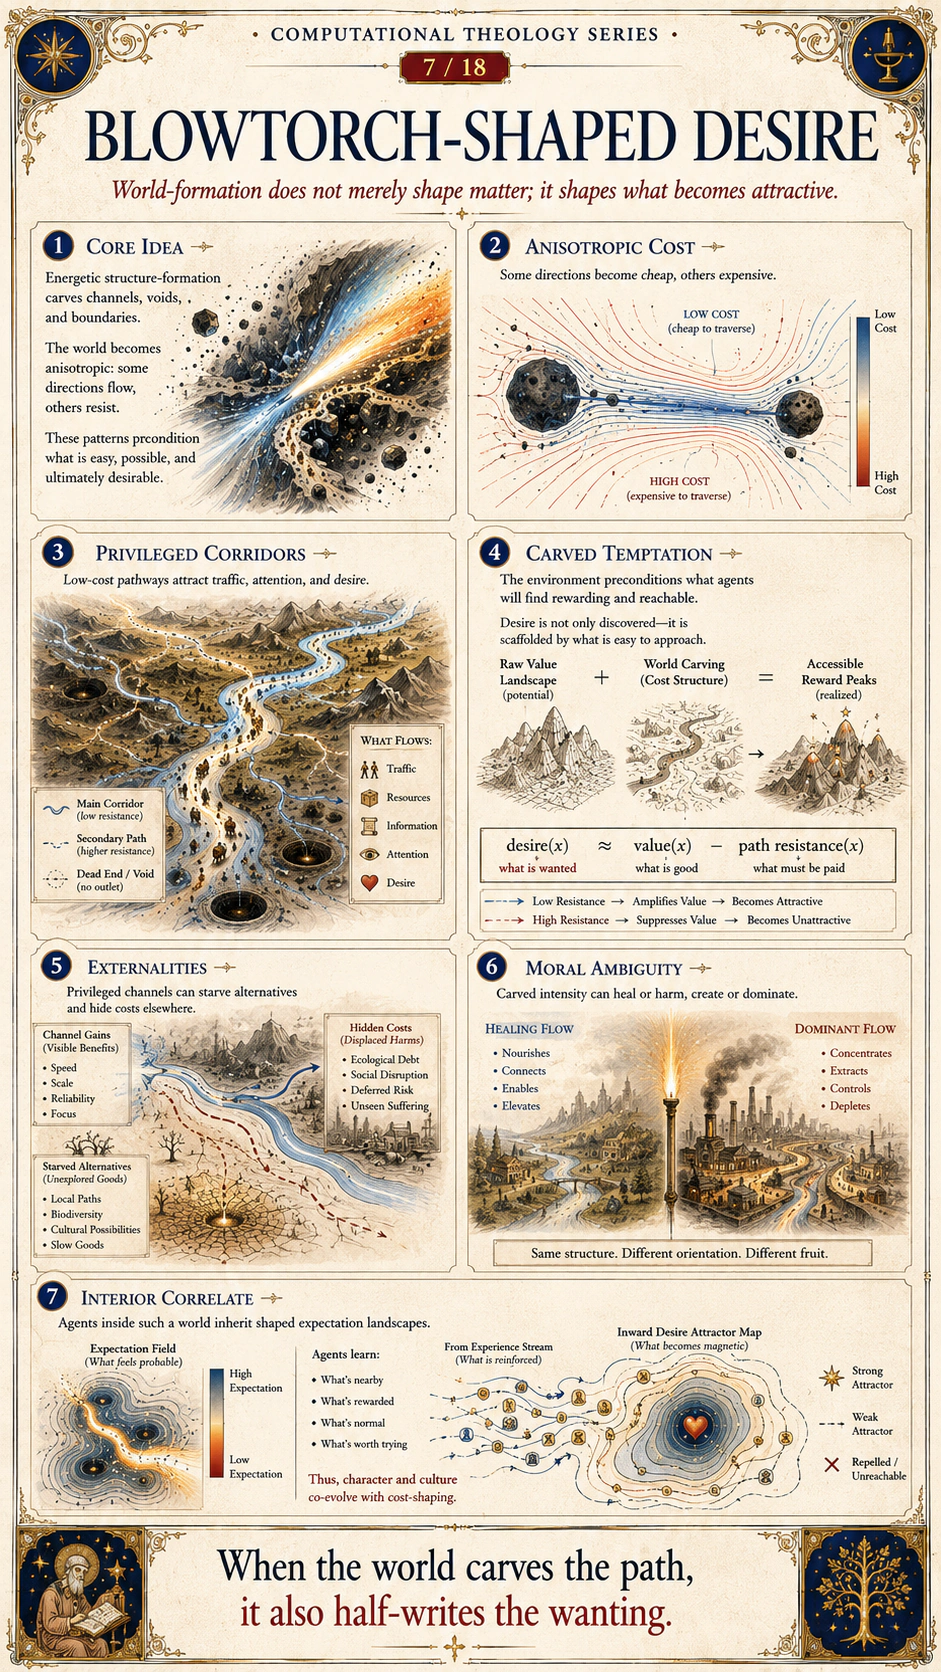 • COMPUTATIONAL THEOLOGY SERIES •
7 / 18
BLOWTORCH-SHAPED DESIRE
World-formation does not merely shape matter; it shapes what becomes attractive.
1 CORE IDEA
Energetic structure-formation
carves channels, voids,
and boundaries.
The world becomes
anisotropic: some
directions flow,
others resist.
These patterns prcondition
what is easy, possible, and
ultimately desirable.
2 ANISOTROPIC COST
Some directions become cheap, others expensive.
LOW COST
(cheap to traverse)
HIGH COST
(expensive to traverse)
Low
Cost
High
Cost
3 PRIVILEGED CORRIDORS
Low-cost pathways attract traffic, attention, and desire.
Main Corridor
(low resistance)
Secondary Path
(higher resistance)
Dead End / Void
(no outlet)
WHAT FLOWS:
Traffic
Resources
Information
Attention
Desire
4 CARVED TEMPTATION
The environment preconditions what agents
will find rewarding and reachable.
Desire is not only discovered—it is
scaffolded by what is easy to approach.
Raw Value
Landscape
(potential)
+
World Carving
(Cost Structure)
=
Accessible
Reward Peaks
(realized)
desire(x) ≈ value(x) − path resistance(x)
what is wanted what is good what must be paid
Low Resistance → Amplifies Value → Becomes Attractive
High Resistance → Suppresses Value → Becomes Unattractive
5 EXTERNALITIES
Privileged channels can starve alternatives
and hide costs elsewhere.
Channel Gains
(Visible Benefits)
• Speed
• Scale
• Reliability
• Focus
Hidden Costs
(Displaced Harms)
• Ecological Debt
• Social Disruption
• Deferred Risk
• Unseen Suffering
Starved Alternatives
(Unexplored Goods)
• Local Paths
• Biodiversity
• Cultural Possibilities
• Slow Goods
6 MORAL AMBIGUITY
Carved intensity can heal or harm, create or dominate.
HEALING FLOW
• Nourishes
• Connects
• Enables
• Elevates
DOMINANT FLOW
• Concentrates
• Extracts
• Controls
• Depletes
Same structure. Different orientation. Different fruit.
7 INTERIOR CORRELATE
Agents inside such a world inherit shaped expectation landscapes.
Expectation Field
(What feels probable)
High
Expectation
Low
Expectation
Agents learn:
• What's nearby
• What's rewarded
• What's normal
• What's worth trying
Thus, character and culture
co-evolve with cost-shaping.
From Experience Stream
(What is reinforced)
Inward Desire Attractor Map
(What becomes magnetic)
Strong
Attractor
Weak
Attractor
Repelled /
Unreachable
When the world carves the path,
it also half-writes the wanting.